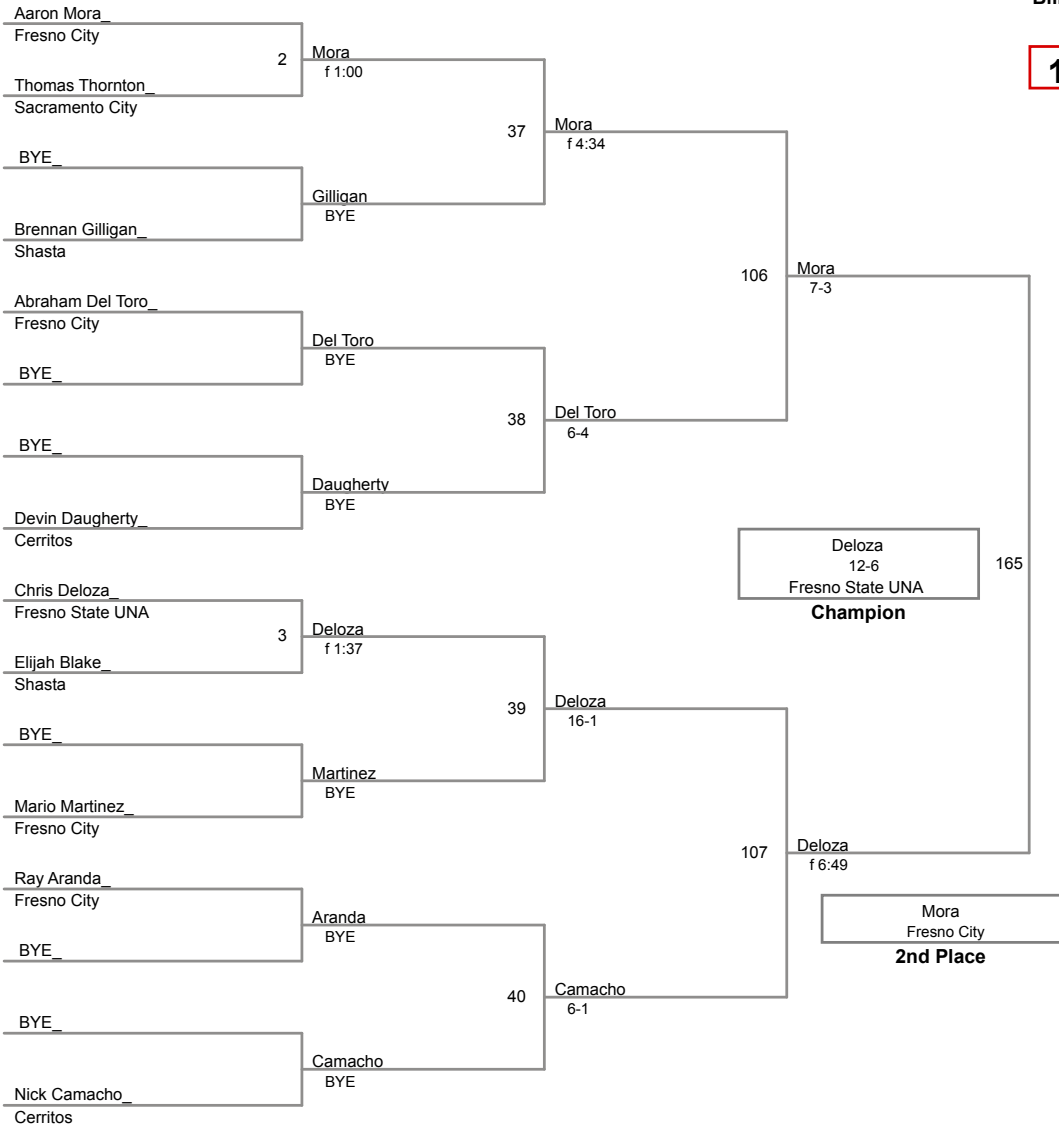 Aaron Mora_
Fresno City
2
Mora
f 1:00
Thomas Thornton_
Sacramento City
37
Mora
f 4:34
BYE_
Gilligan
BYE
Brennan Gilligan_
Shasta
106
Mora
7-3
Abraham Del Toro_
Fresno City
Del Toro
BYE
BYE_
38
Del Toro
6-4
BYE_
Daugherty
BYE
Devin Daugherty_
Cerritos
Deloza
12-6
Fresno State UNA
Champion
165
Chris Deloza_
Fresno State UNA
3
Deloza
f 1:37
Elijah Blake_
Shasta
39
Deloza
16-1
BYE_
Martinez
BYE
Mario Martinez_
Fresno City
107
Deloza
f 6:49
Ray Aranda_
Fresno City
Aranda
BYE
Mora
Fresno City
2nd Place
BYE_
40
Camacho
6-1
BYE_
Camacho
BYE
Nick Camacho_
Cerritos